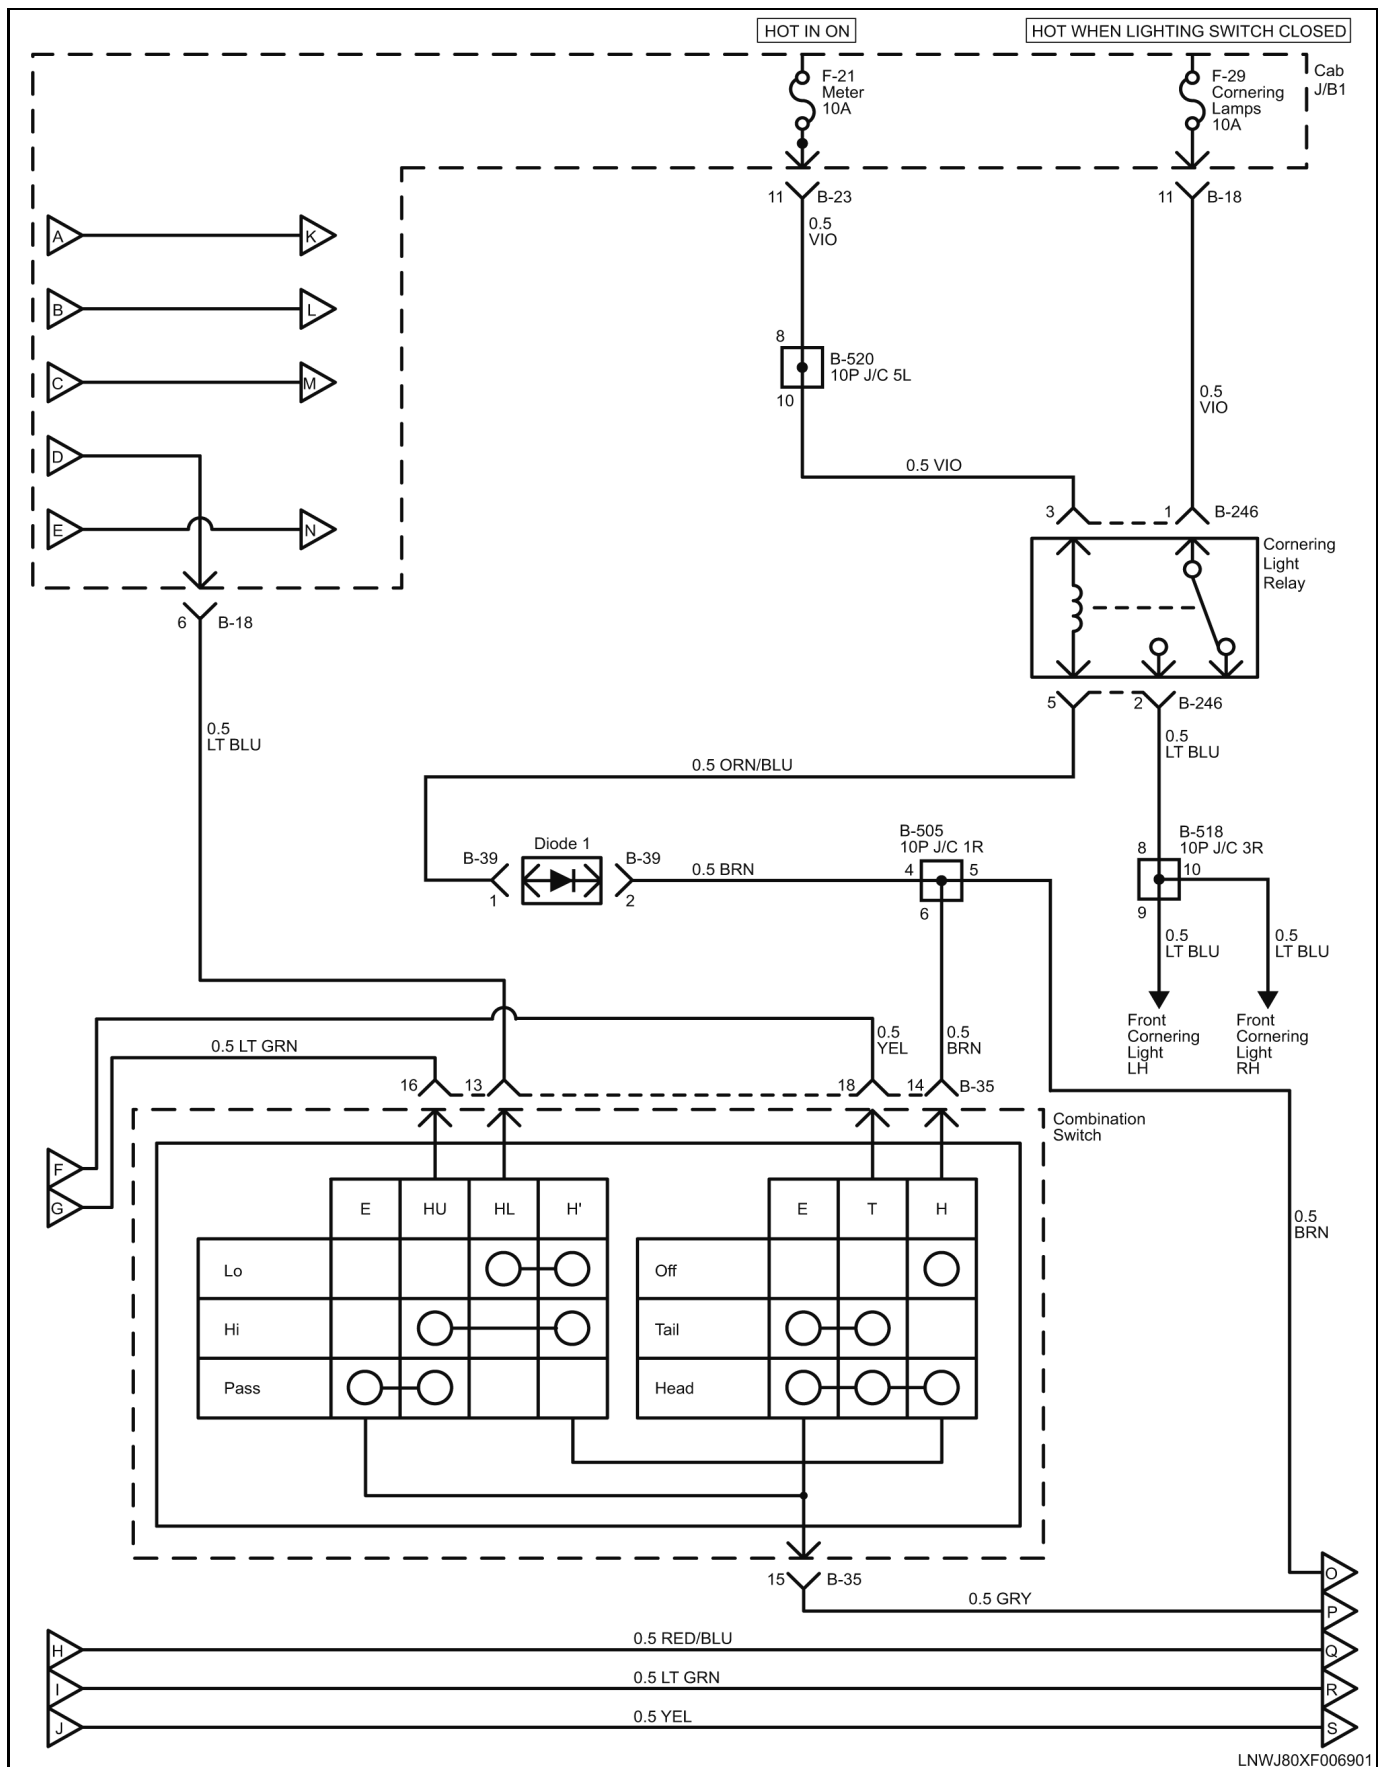 HOT IN ON
HOT WHEN LIGHTING SWITCH CLOSED
F-21
Meter
10A
F-29
Cornering
Lamps
10A
Cab
J/B1
11
B-23
11
B-18
0.5
VIO
A
K
B
L
8
B-520
10P J/C 5L
10
C
M
0.5
VIO
D
0.5 VIO
E
N
3
1
B-246
Cornering
Light
Relay
6
B-18
5
2
B-246
0.5
LT BLU
0.5
LT BLU
0.5 ORN/BLU
Diode 1
B-39
B-39
1
2
0.5 BRN
B-505
10P J/C 1R
4
5
6
B-518
10P J/C 3R
8
10
9
0.5
LT BLU
0.5
LT BLU
Front
Cornering
Light
LH
Front
Cornering
Light
RH
0.5 LT GRN
0.5
YEL
0.5
BRN
16
13
18
14
B-35
Combination
Switch
F
G
E
HU
HL
H'
E
T
H
0.5
BRN
Lo
Off
Hi
Tail
Pass
Head
15
B-35
O
0.5 GRY
P
H
0.5 RED/BLU
Q
I
0.5 LT GRN
R
J
0.5 YEL
S
LNWJ80XF006901